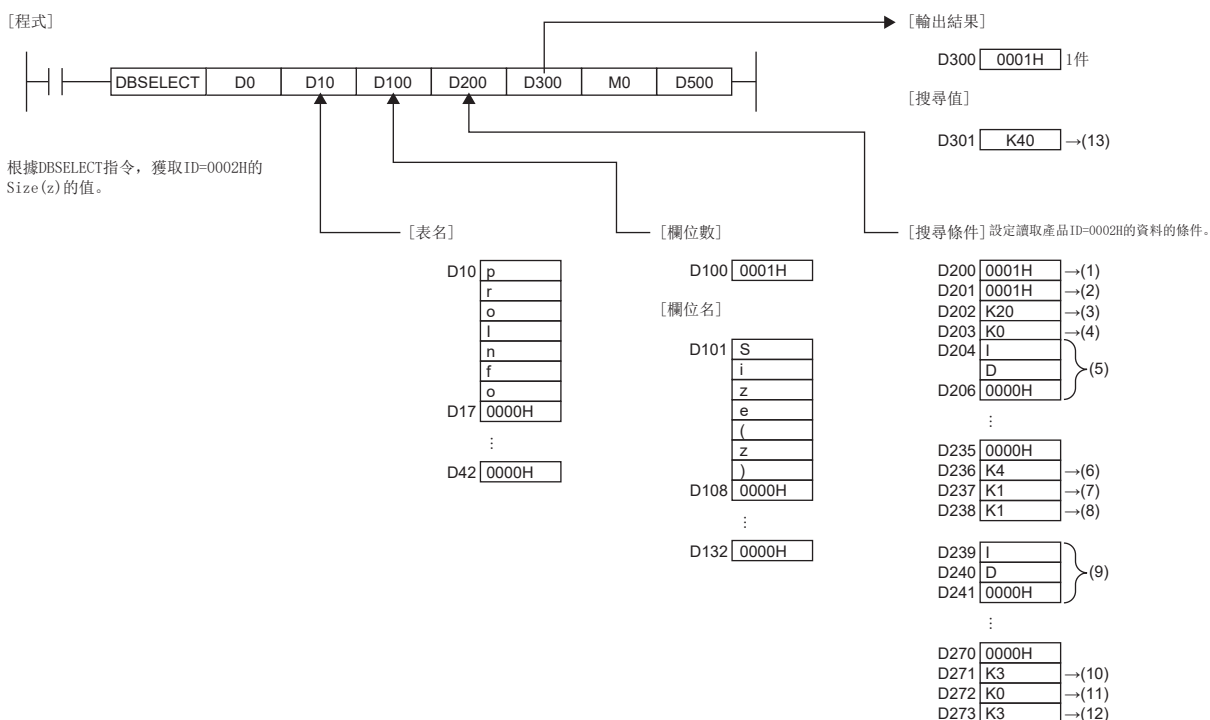 [程式]
DBSELECT D0 D10 D100 D200 D300 M0 D500
根據DBSELECT指令，獲取ID=0002H的
Size(z)的值。
[輸出結果]
D300 0001H 1件
[搜尋值]
D301 K40 →(13)
[表名]
D10 p
r
o
I
n
f
o
D17 0000H
⋮
D42 0000H
[欄位數]
D100 0001H
[欄位名]
D101 S
i
z
e
(
z
)
D108 0000H
⋮
D132 0000H
[搜尋條件] 設定讀取產品ID=0002H的資料的條件。
D200 0001H →(1)
D201 0001H →(2)
D202 K20 →(3)
D203 K0 →(4)
D204 I
D (5)
D206 0000H
⋮
D235 0000H
D236 K4 →(6)
D237 K1 →(7)
D238 K1 →(8)
D239 I
D240 D (9)
D241 0000H
⋮
D270 0000H
D271 K3 →(10)
D272 K0 →(11)
D273 K3 →(12)